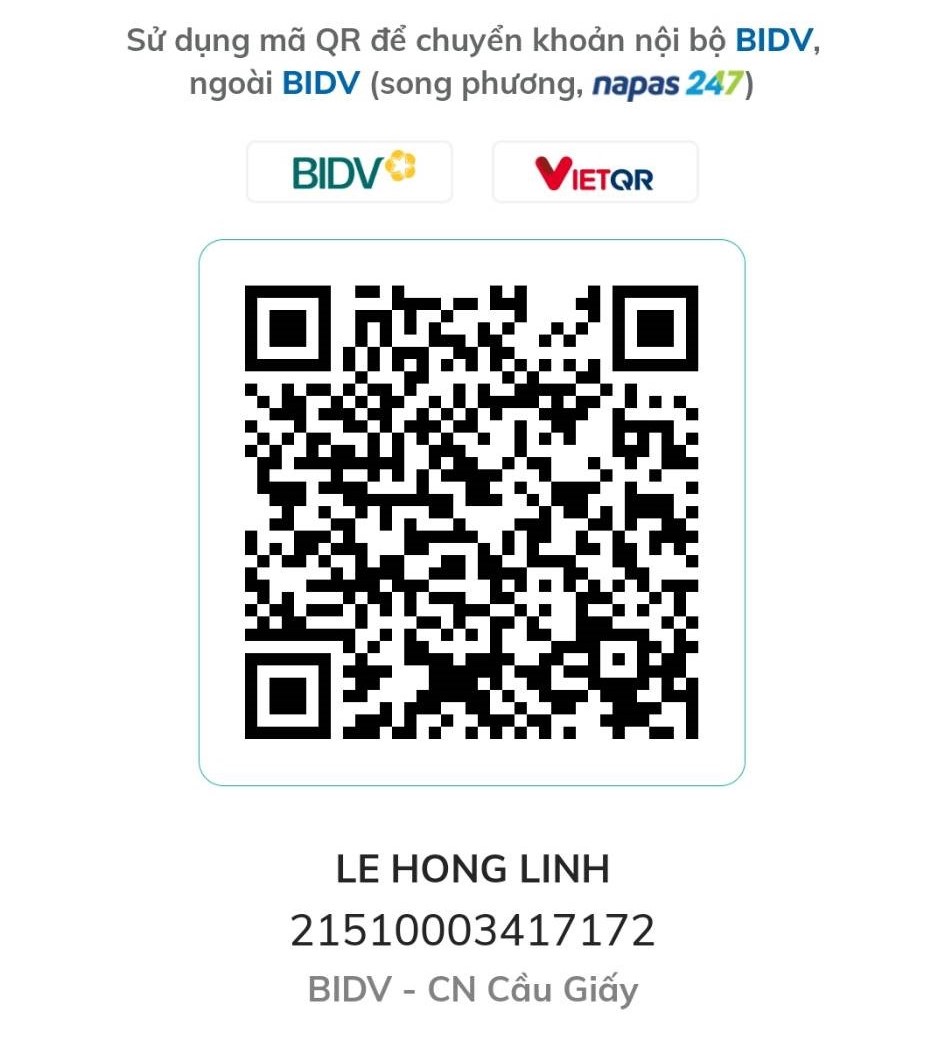 Sử dụng mã QR để chuyển khoản nội bộ BIDV,
ngoài BIDV (song phương, napas 247)
BIDV VIETQR
LE HONG LINH
21510003417172
BIDV - CN Cầu Giấy